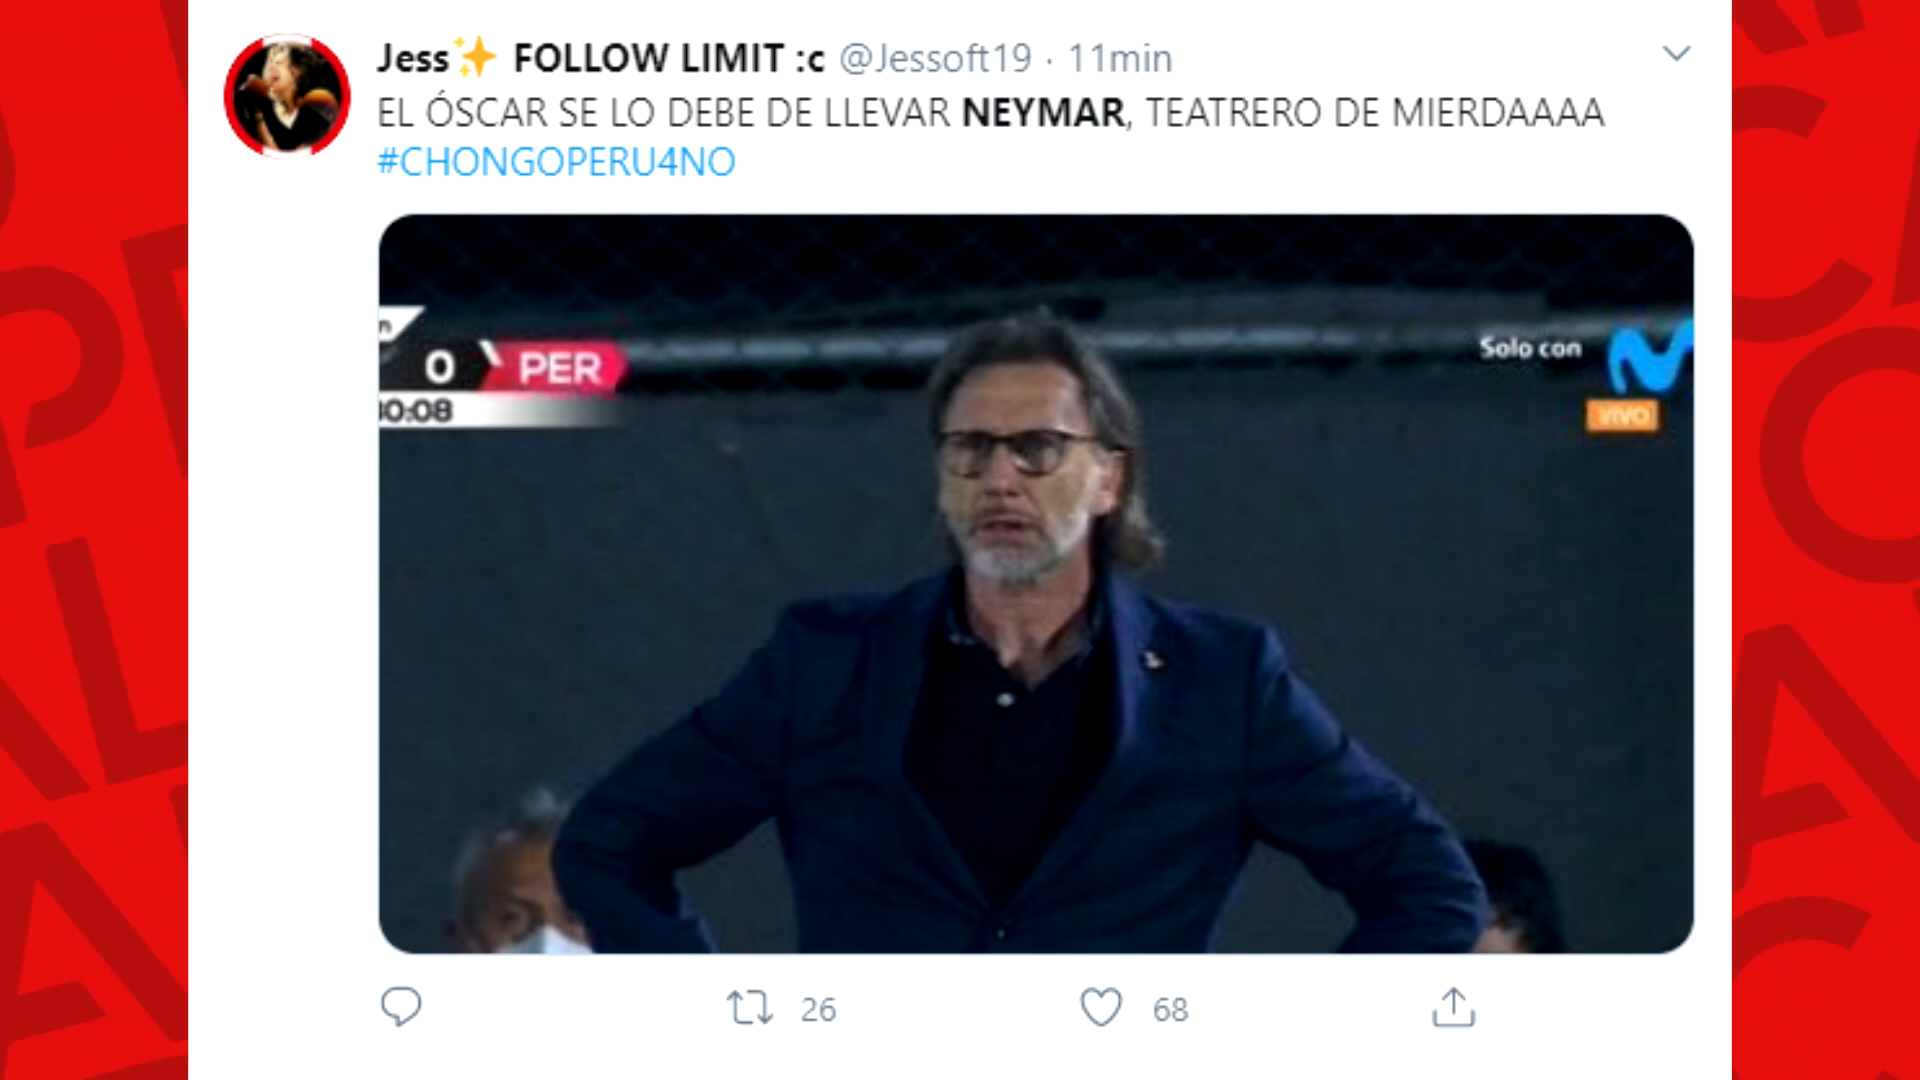 Jess✨ FOLLOW LIMIT :c @Jessoft19 · 11min
EL ÓSCAR SE LO DEBE DE LLEVAR NEYMAR, TEATRERO DE MIERDAAAA
#CHONGOPERU4NO
0 PER
0:08
Solo con
VIVO
26 68